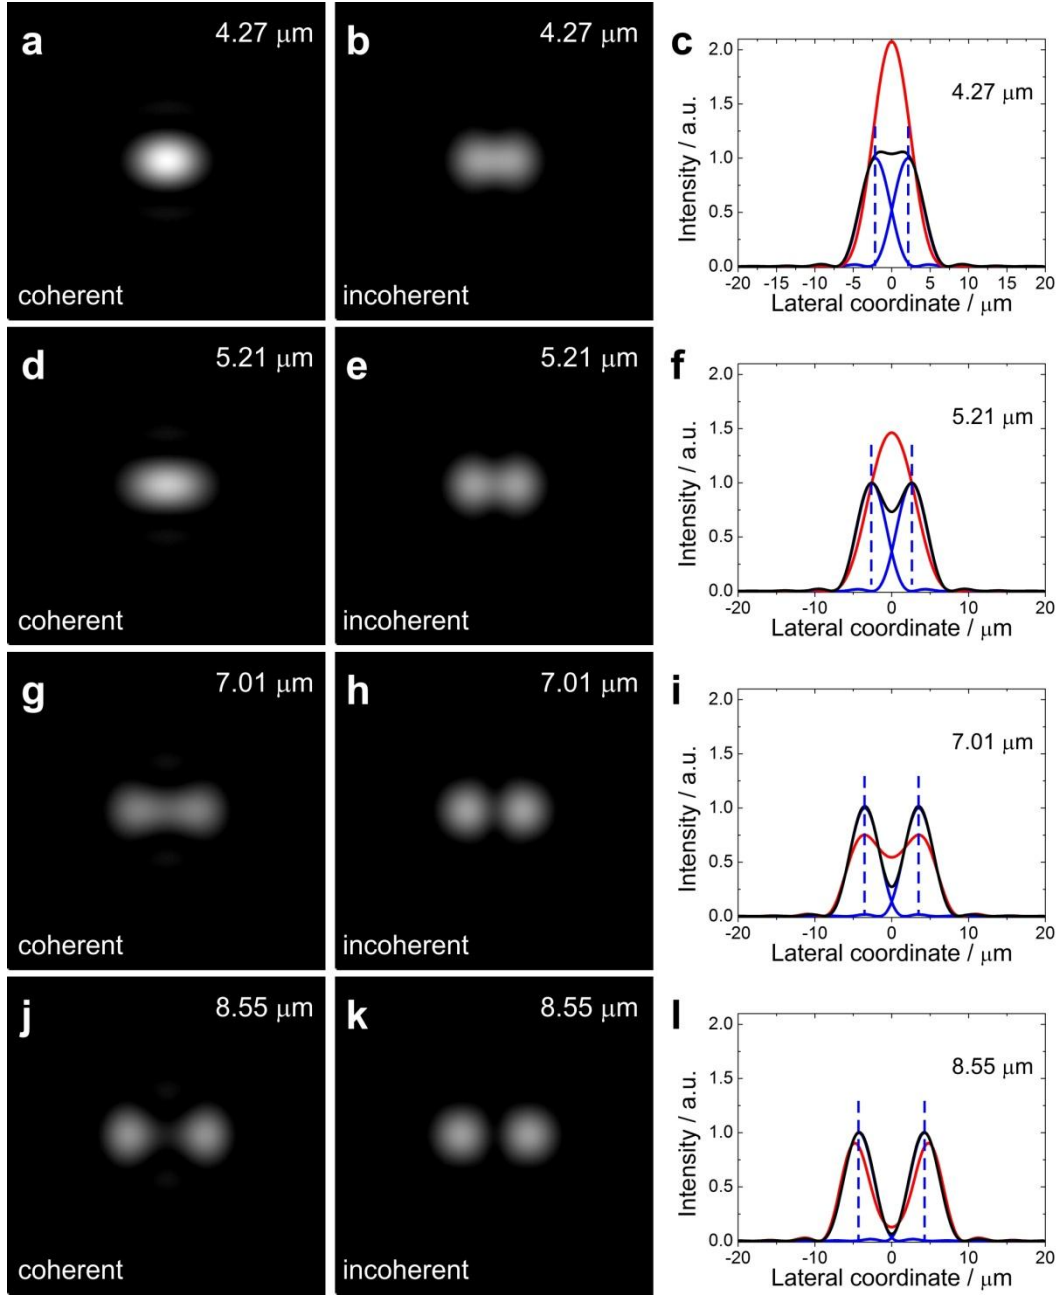 a
4.27 μm
coherent
b
4.27 μm
incoherent
c
4.27 μm
Intensity / a.u.
2.0
1.5
1.0
0.5
0.0
-20 -15 -10 -5 0 5 10 15 20
Lateral coordinate / μm
d
5.21 μm
coherent
e
5.21 μm
incoherent
f
5.21 μm
Intensity / a.u.
2.0
1.5
1.0
0.5
0.0
-20 -10 0 10 20
Lateral coordinate / μm
g
7.01 μm
coherent
h
7.01 μm
incoherent
i
7.01 μm
Intensity / a.u.
2.0
1.5
1.0
0.5
0.0
-20 -10 0 10 20
Lateral coordinate / μm
j
8.55 μm
coherent
k
8.55 μm
incoherent
l
8.55 μm
Intensity / a.u.
2.0
1.5
1.0
0.5
0.0
-20 -10 0 10 20
Lateral coordinate / μm